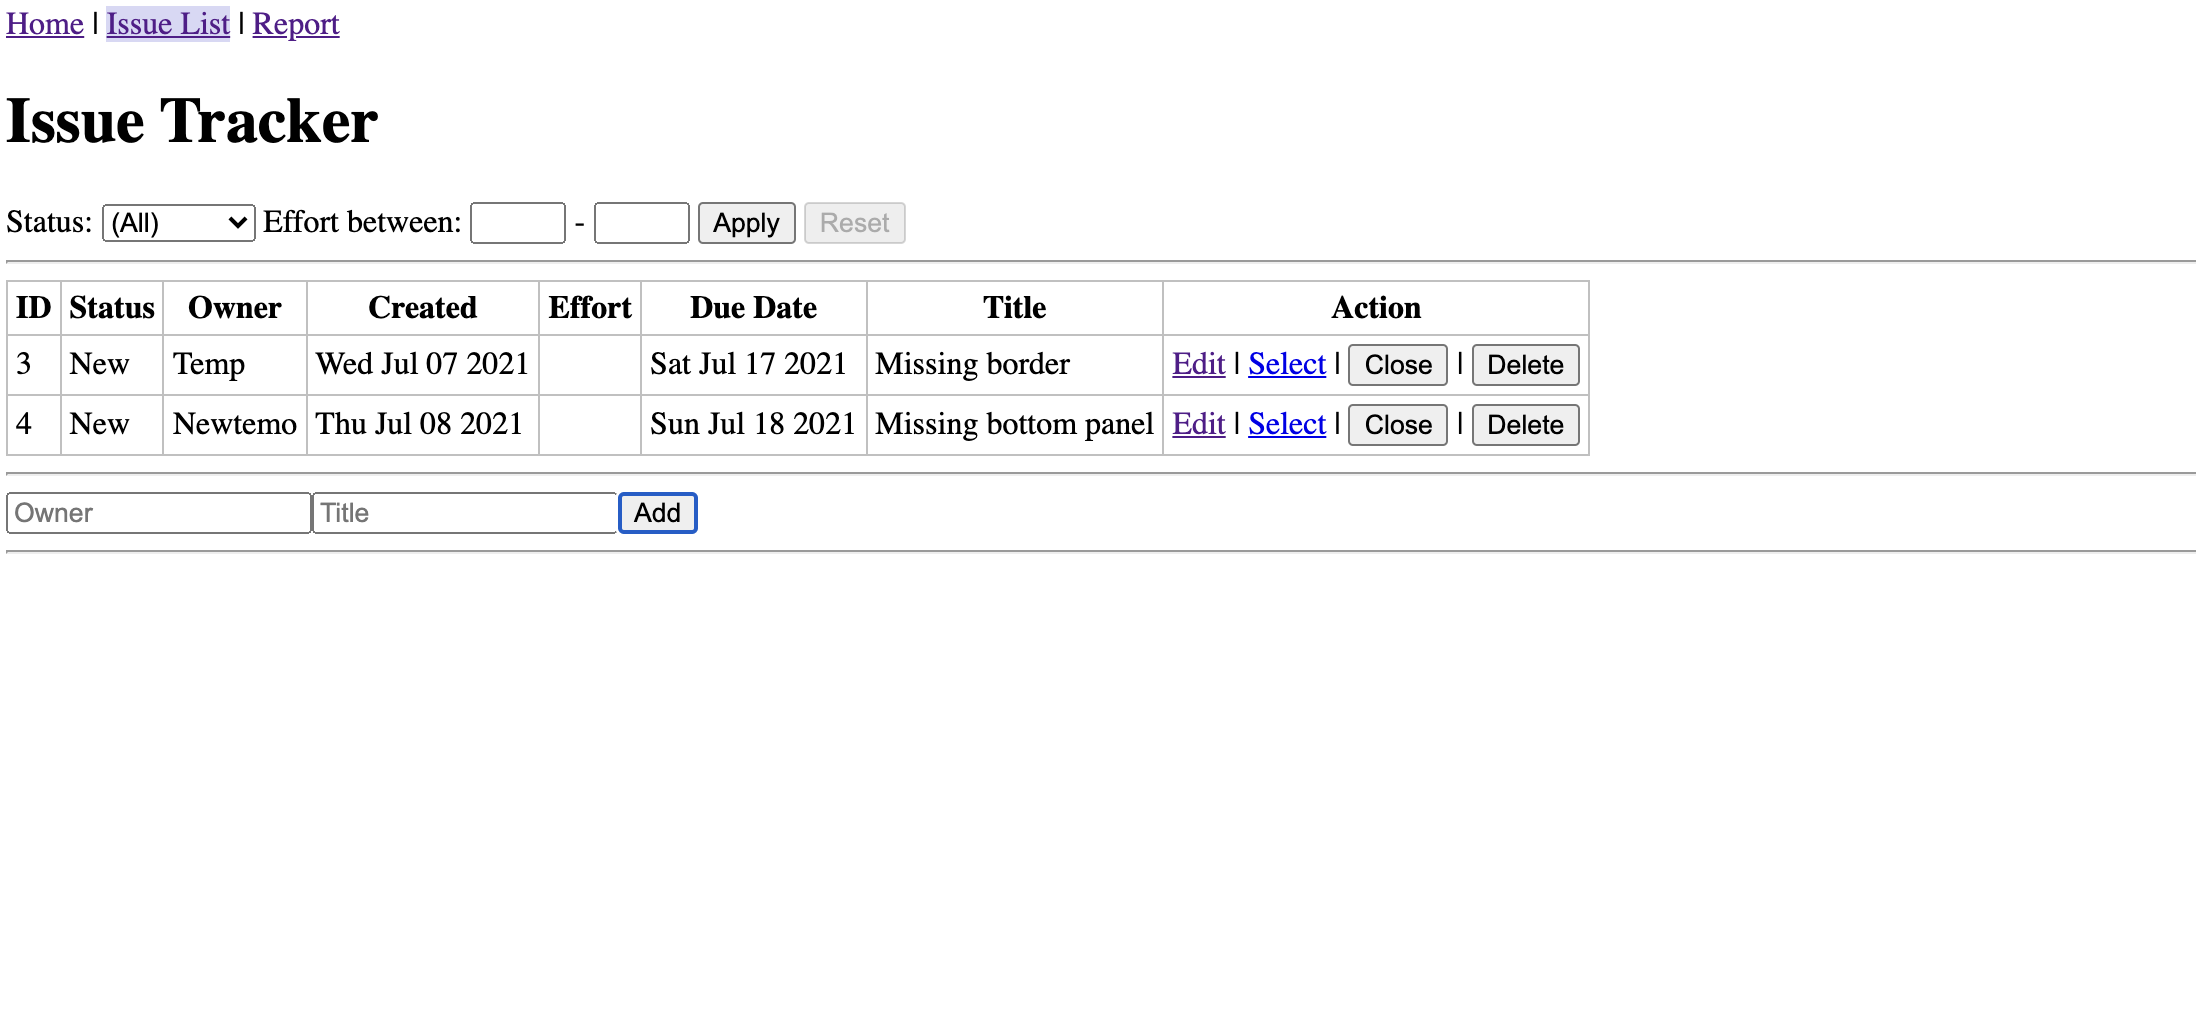 Home | Issue List | Report
Issue Tracker
Status: (All) Effort between: - Apply Reset
ID Status Owner Created Effort Due Date Title Action
3 New Temp Wed Jul 07 2021 Sat Jul 17 2021 Missing border Edit | Select | Close | Delete
4 New Newtemo Thu Jul 08 2021 Sun Jul 18 2021 Missing bottom panel Edit | Select | Close | Delete
Owner Title Add